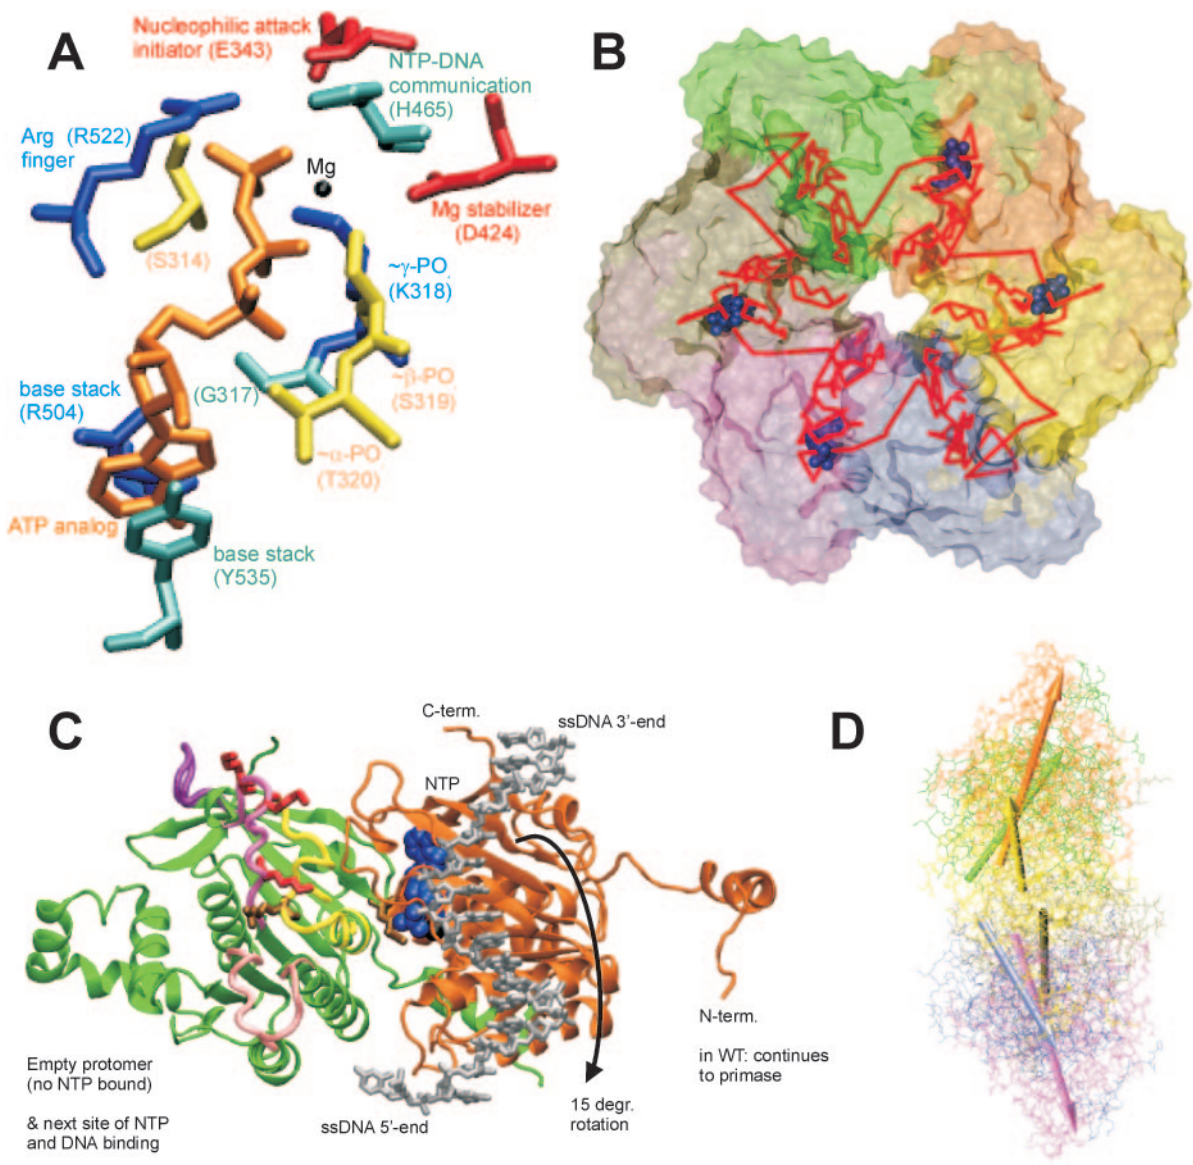 A
Nucleophilic attack
initiator (E343)
NTP-DNA
communication
(H465)
Arg (R522)
finger
Mg
(S314)
Mg stabilizer
(D424)
~γ-PO
(K318)
base stack
(R504)
(G317)
~β-PO
(S319)
~α-PO
(T320)
ATP analog
base stack
(Y535)
B
C
C-term.
ssDNA 3'-end
NTP
N-term.
in WT: continues
to primase
Empty protomer
(no NTP bound)
& next site of NTP
and DNA binding
ssDNA 5'-end
15 degr.
rotation
D